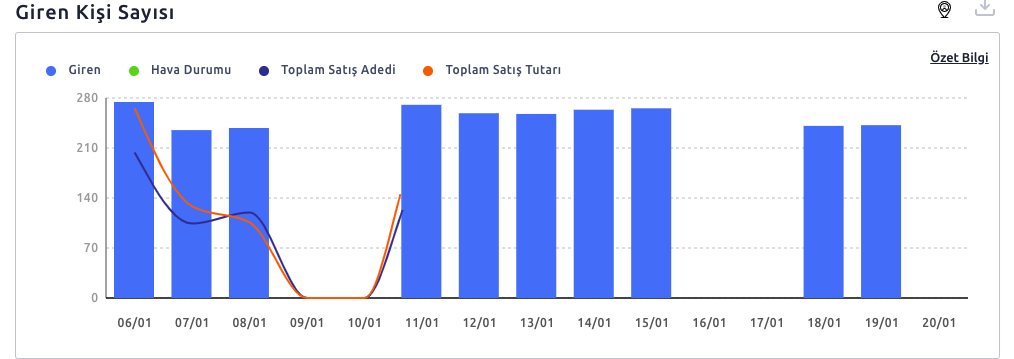 Giren Kişi Sayısı
Özet Bilgi
Giren Hava Durumu Toplam Satış Adedi Toplam Satış Tutarı
280
210
140
70
0
06/01 07/01 08/01 09/01 10/01 11/01 12/01 13/01 14/01 15/01 16/01 17/01 18/01 19/01 20/01